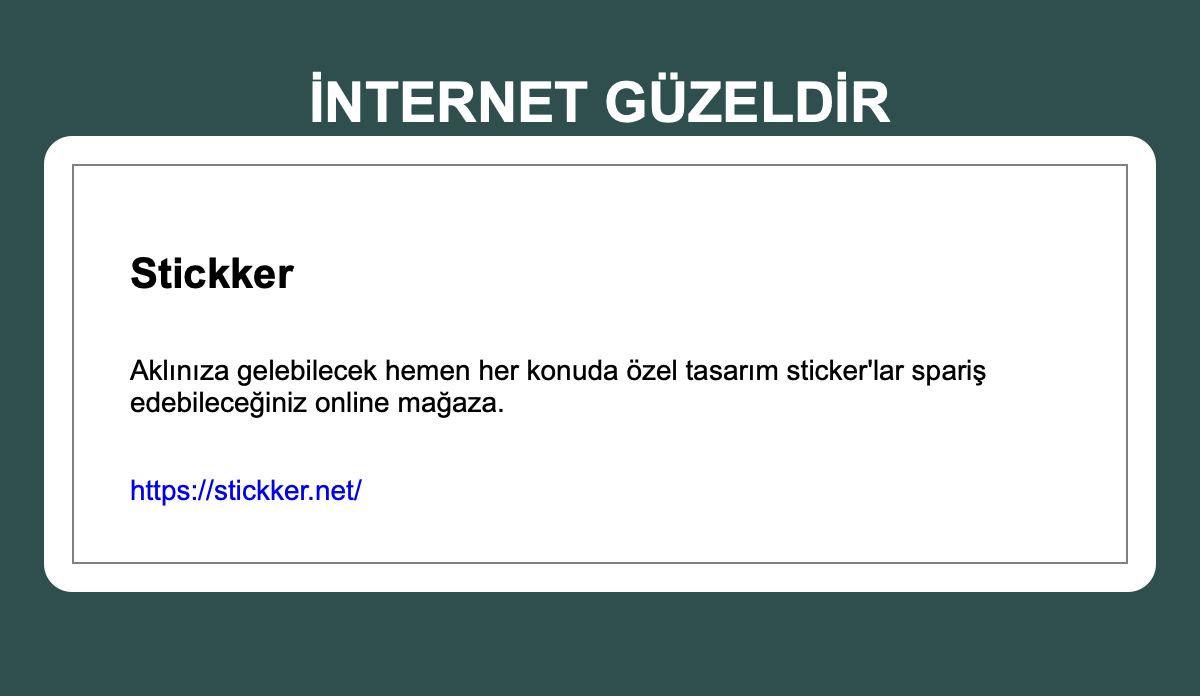 İNTERNET GÜZELDİR
Stickker
Aklınıza gelebilecek hemen her konuda özel tasarım sticker'lar spariş
edebileceğiniz online mağaza.
https://stickker.net/